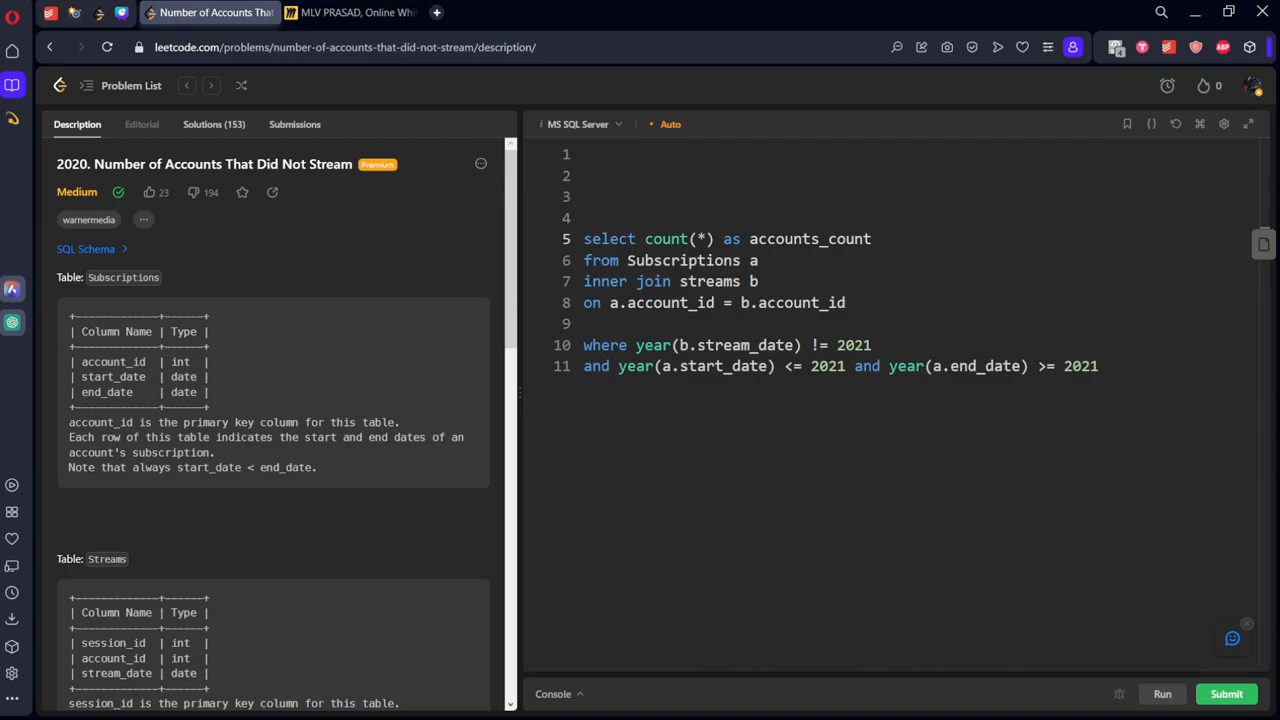 Number of Accounts That
MLV PRASAD, Online Whi
leetcode.com/problems/number-of-accounts-that-did-not-stream/description/
4
ABP
Problem List
0
Description
Editorial
Solutions (153)
Submissions
2020. Number of Accounts That Did Not Stream
Premium
Medium
23
194
warnermedia
...
SQL Schema
Table: Subscriptions
+-------------+------+
| Column Name | Type |
+-------------+------+
| account_id | int |
| start_date | date |
| end_date | date |
+-------------+------+
account_id is the primary key column for this table.
Each row of this table indicates the start and end dates of an
account's subscription.
Note that always start_date < end_date.
Table: Streams
+-------------+------+
| Column Name | Type |
+-------------+------+
| session_id | int |
| account_id | int |
| stream_date | date |
+-------------+------+
session_id is the primary key column for this table.
i MS SQL Server
• Auto
{}
1
2
3
4
5 select count(*) as accounts_count
6 from Subscriptions a
7 inner join streams b
8 on a.account_id = b.account_id
9
10 where year(b.stream_date) != 2021
11 and year(a.start_date) <= 2021 and year(a.end_date) >= 2021
Console
Run
Submit